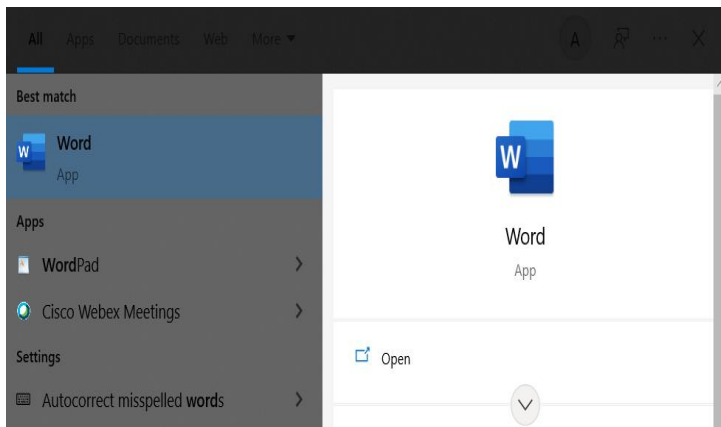 All Apps Documents Web More
A
Best match
Word
App
Apps
WordPad
Cisco Webex Meetings
Settings
Autocorrect misspelled words
W
Word
App
Open